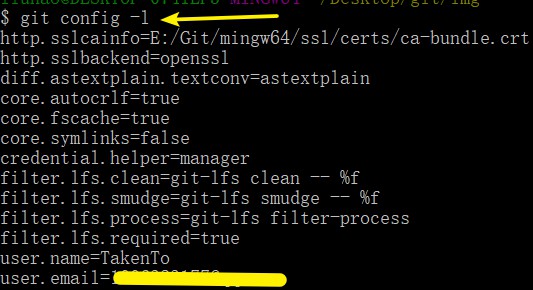 $ git config -l
http.sslcainfo=E:/Git/mingw64/ssl/certs/ca-bundle.crt
http.sslbackend=openssl
diff.astextplain.textconv=astextplain
core.autocrlf=true
core.fscache=true
core.symlinks=false
credential.helper=manager
filter.lfs.clean=git-lfs clean -- %f
filter.lfs.smudge=git-lfs smudge -- %f
filter.lfs.process=git-lfs filter-process
filter.lfs.required=true
user.name=TakenTo
user.email=